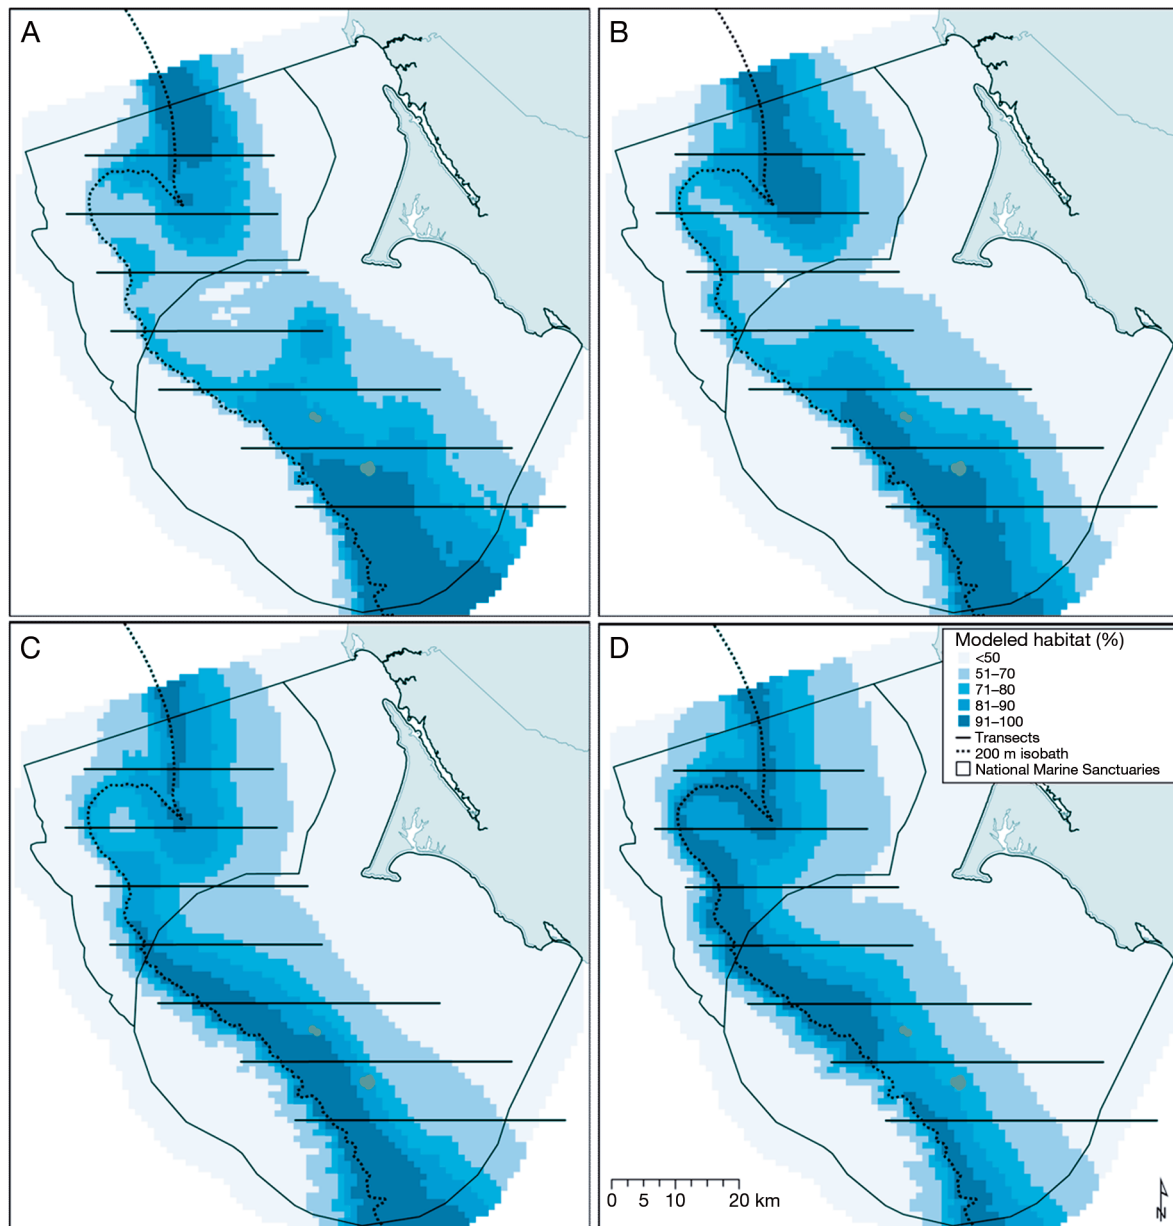 A
B
C
D
Modeled habitat (%)
<50
51–70
71–80
81–90
91–100
Transects
200 m isobath
National Marine Sanctuaries
0 5 10 20 km
N